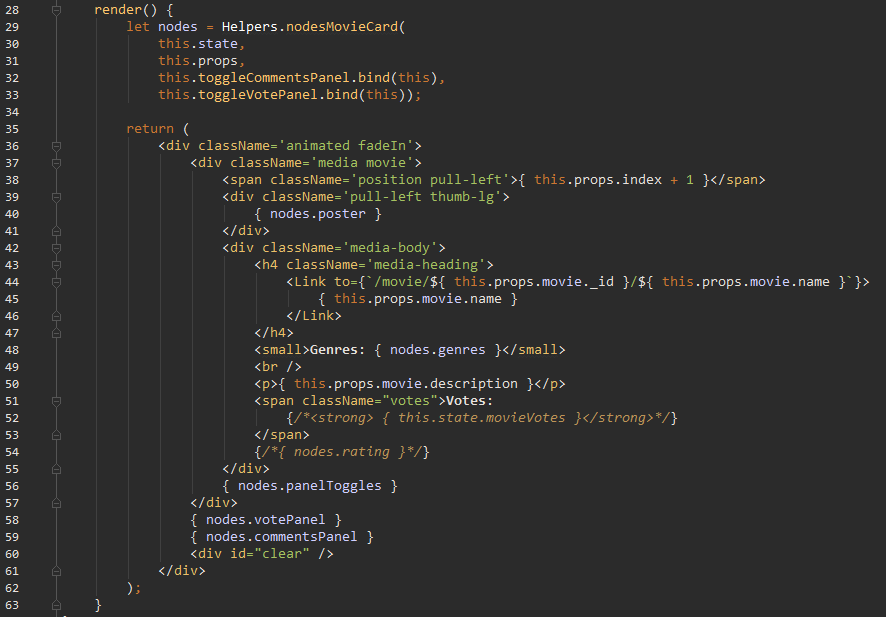 28 render() {
29 let nodes = Helpers.nodesMovieCard(
30 this.state,
31 this.props,
32 this.toggleCommentsPanel.bind(this),
33 this.toggleVotePanel.bind(this));
34
35 return (
36 <div className='animated fadeIn'>
37 <div className='media movie'>
38 <span className='position pull-left'>{ this.props.index + 1 }</span>
39 <div className='pull-left thumb-lg'>
40 { nodes.poster }
41 </div>
42 <div className='media-body'>
43 <h4 className='media-heading'>
44 <Link to={`/movie/${ this.props.movie._id }/${ this.props.movie.name }`}>
45 { this.props.movie.name }
46 </Link>
47 </h4>
48 <small>Genres: { nodes.genres }</small>
49 <br />
50 <p>{ this.props.movie.description }</p>
51 <span className="votes">Votes:
52 {/*<strong> { this.state.movieVotes }</strong>*/}
53 </span>
54 {/*{ nodes.rating }*/}
55 </div>
56 { nodes.panelToggles }
57 </div>
58 { nodes.votePanel }
59 { nodes.commentsPanel }
60 <div id="clear" />
61 </div>
62 );
63 }